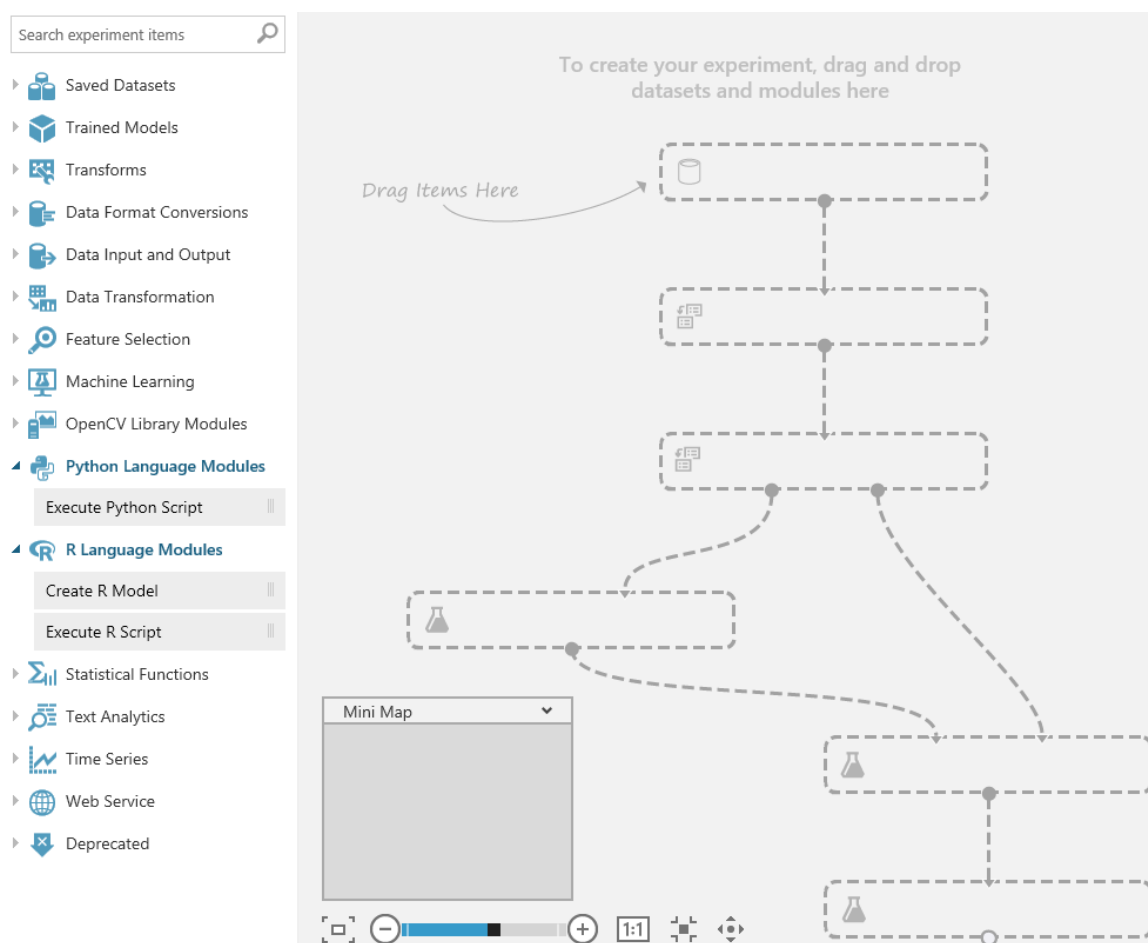 Search experiment items
Saved Datasets
Trained Models
Transforms
Data Format Conversions
Data Input and Output
Data Transformation
Feature Selection
Machine Learning
OpenCV Library Modules
Python Language Modules
Execute Python Script
R Language Modules
Create R Model
Execute R Script
Statistical Functions
Text Analytics
Time Series
Web Service
Deprecated
To create your experiment, drag and drop
datasets and modules here
Drag Items Here
Mini Map
1:1